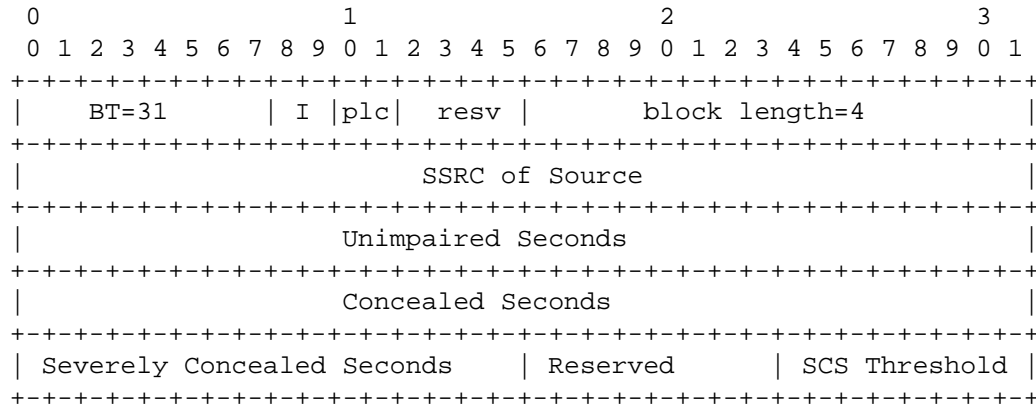 0                   1                   2                   3
 0 1 2 3 4 5 6 7 8 9 0 1 2 3 4 5 6 7 8 9 0 1 2 3 4 5 6 7 8 9 0 1
+-+-+-+-+-+-+-+-+-+-+-+-+-+-+-+-+-+-+-+-+-+-+-+-+-+-+-+-+-+-+-+-+
|    BT=31      | I |plc|  resv |       block length=4          |
+-+-+-+-+-+-+-+-+-+-+-+-+-+-+-+-+-+-+-+-+-+-+-+-+-+-+-+-+-+-+-+-+
|                         SSRC of Source                        |
+-+-+-+-+-+-+-+-+-+-+-+-+-+-+-+-+-+-+-+-+-+-+-+-+-+-+-+-+-+-+-+-+
|                    Unimpaired Seconds                         |
+-+-+-+-+-+-+-+-+-+-+-+-+-+-+-+-+-+-+-+-+-+-+-+-+-+-+-+-+-+-+-+-+
|                    Concealed Seconds                          |
+-+-+-+-+-+-+-+-+-+-+-+-+-+-+-+-+-+-+-+-+-+-+-+-+-+-+-+-+-+-+-+-+
| Severely Concealed Seconds    | Reserved      | SCS Threshold |
+-+-+-+-+-+-+-+-+-+-+-+-+-+-+-+-+-+-+-+-+-+-+-+-+-+-+-+-+-+-+-+-+